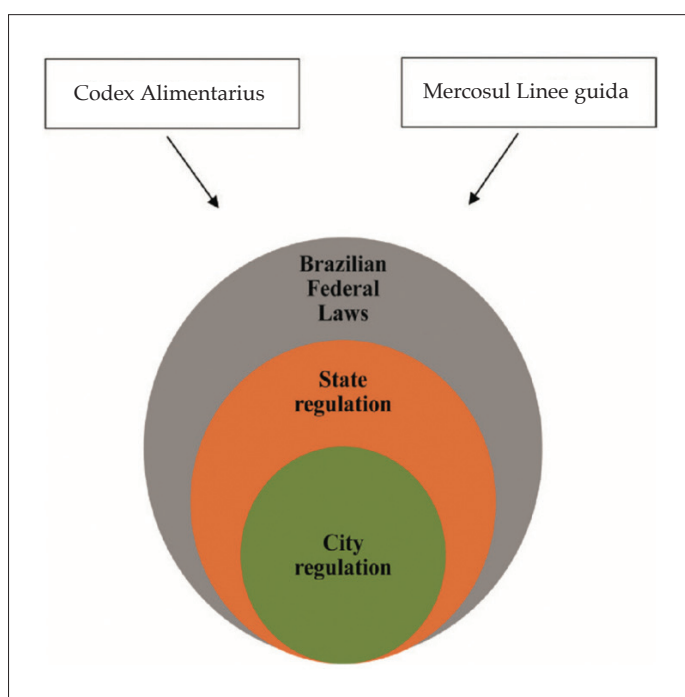 Codex Alimentarius
Mercosul Linee guida
Brazilian
Federal
Laws
State
regulation
City
regulation